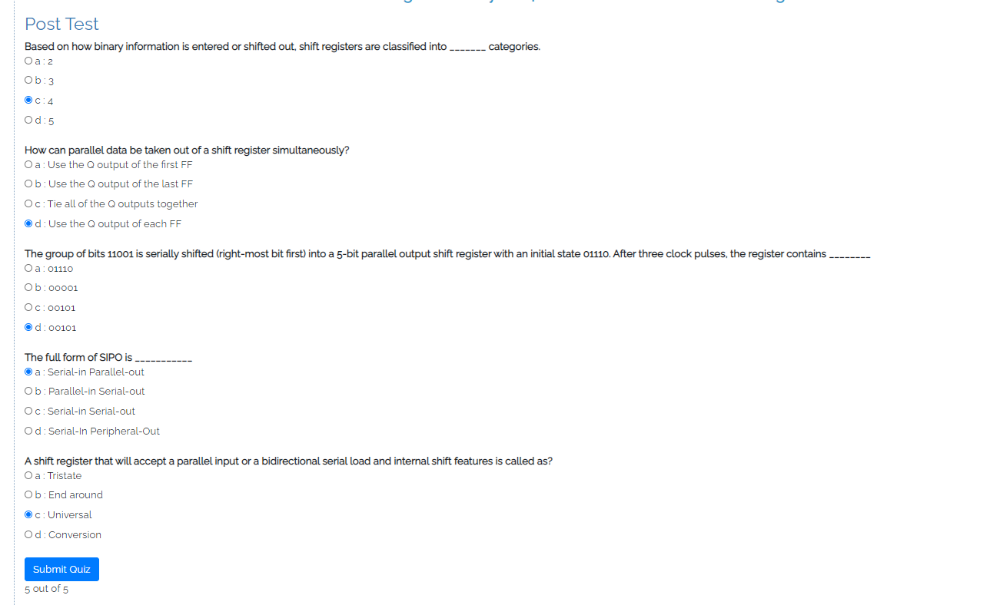 Post Test
Based on how binary information is entered or shifted out, shift registers are classified into _______ categories.
a : 2
b : 3
c : 4
d : 5
How can parallel data be taken out of a shift register simultaneously?
a : Use the Q output of the first FF
b : Use the Q output of the last FF
c : Tie all of the Q outputs together
d : Use the Q output of each FF
The group of bits 11001 is serially shifted (right-most bit first) into a 5-bit parallel output shift register with an initial state 01110. After three clock pulses, the register contains ________
a : 01110
b : 00001
c : 00101
d : 00101
The full form of SIPO is ___________
a : Serial-in Parallel-out
b : Parallel-in Serial-out
c : Serial-in Serial-out
d : Serial-In Peripheral-Out
A shift register that will accept a parallel input or a bidirectional serial load and internal shift features is called as?
a : Tristate
b : End around
c : Universal
d : Conversion
Submit Quiz
5 out of 5